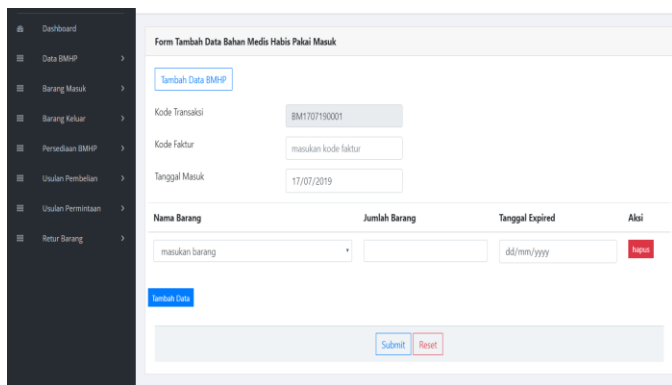 Dashboard
Data BMHP
Barang Masuk
Barang Keluar
Persediaan BMHP
Usulan Pembelian
Usulan Permintaan
Retur Barang
Form Tambah Data Bahan Medis Habis Pakai Masuk
Tambah Data BMHP
Kode Transaksi BM1707190001
Kode Faktur masukan kode faktur
Tanggal Masuk 17/07/2019
Nama Barang Jumlah Barang Tanggal Expired Aksi
masukan barang dd/mm/yyyy hapus
Tambah Data
Submit Reset